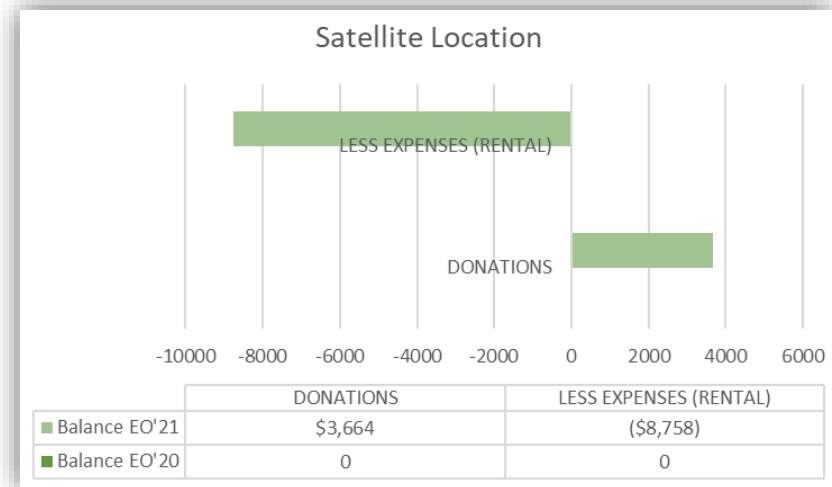 Satellite Location
LESS EXPENSES (RENTAL)
DONATIONS
-10000 -8000 -6000 -4000 -2000 0 2000 4000 6000
DONATIONS LESS EXPENSES (RENTAL)
Balance EO'21 $3,664 ($8,758)
Balance EO'20 0 0